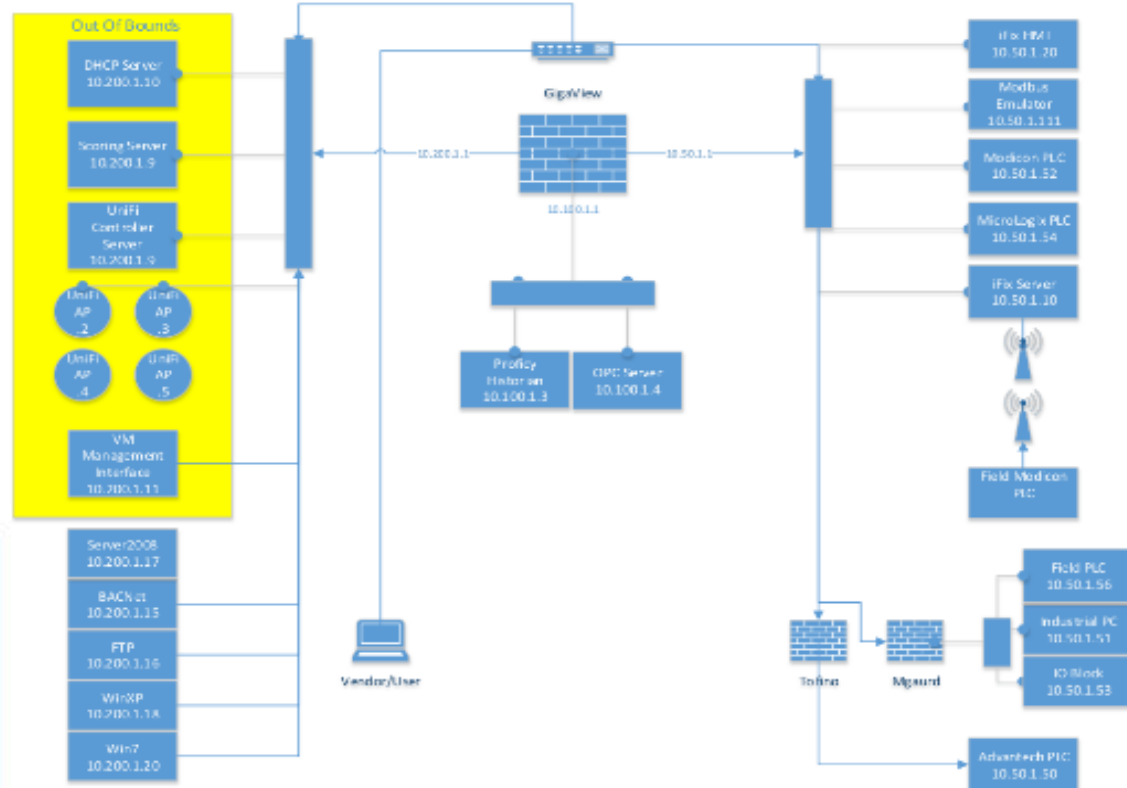 Out Of Bounds
DHCP Server
10.200.1.10
Scoring Server
10.200.1.9
UniFi
Controller
Server
10.200.1.9
UniFi
AP
.2
UniFi
AP
.3
UniFi
AP
.4
UniFi
AP
.5
VM
Management
Interface
10.200.1.11
Server2008
10.200.1.17
BACNet
10.200.1.15
FTP
10.200.1.16
WinXP
10.200.1.18
Win7
10.200.1.20
GigaView
10.200.1.1
10.50.1.1
10.100.1.1
Proficy
Historian
10.100.1.3
OPC Server
10.100.1.4
Vendor/User
iFix HMI
10.50.1.20
Modbus
Emulator
10.50.1.111
Modicon PLC
10.50.1.52
MicroLogix PLC
10.50.1.54
iFix Server
10.50.1.10
Field Modicon
PLC
Tofino
Mgaurd
Field PLC
10.50.1.56
Industrial PC
10.50.1.51
IO Block
10.50.1.53
Advantech PLC
10.50.1.50